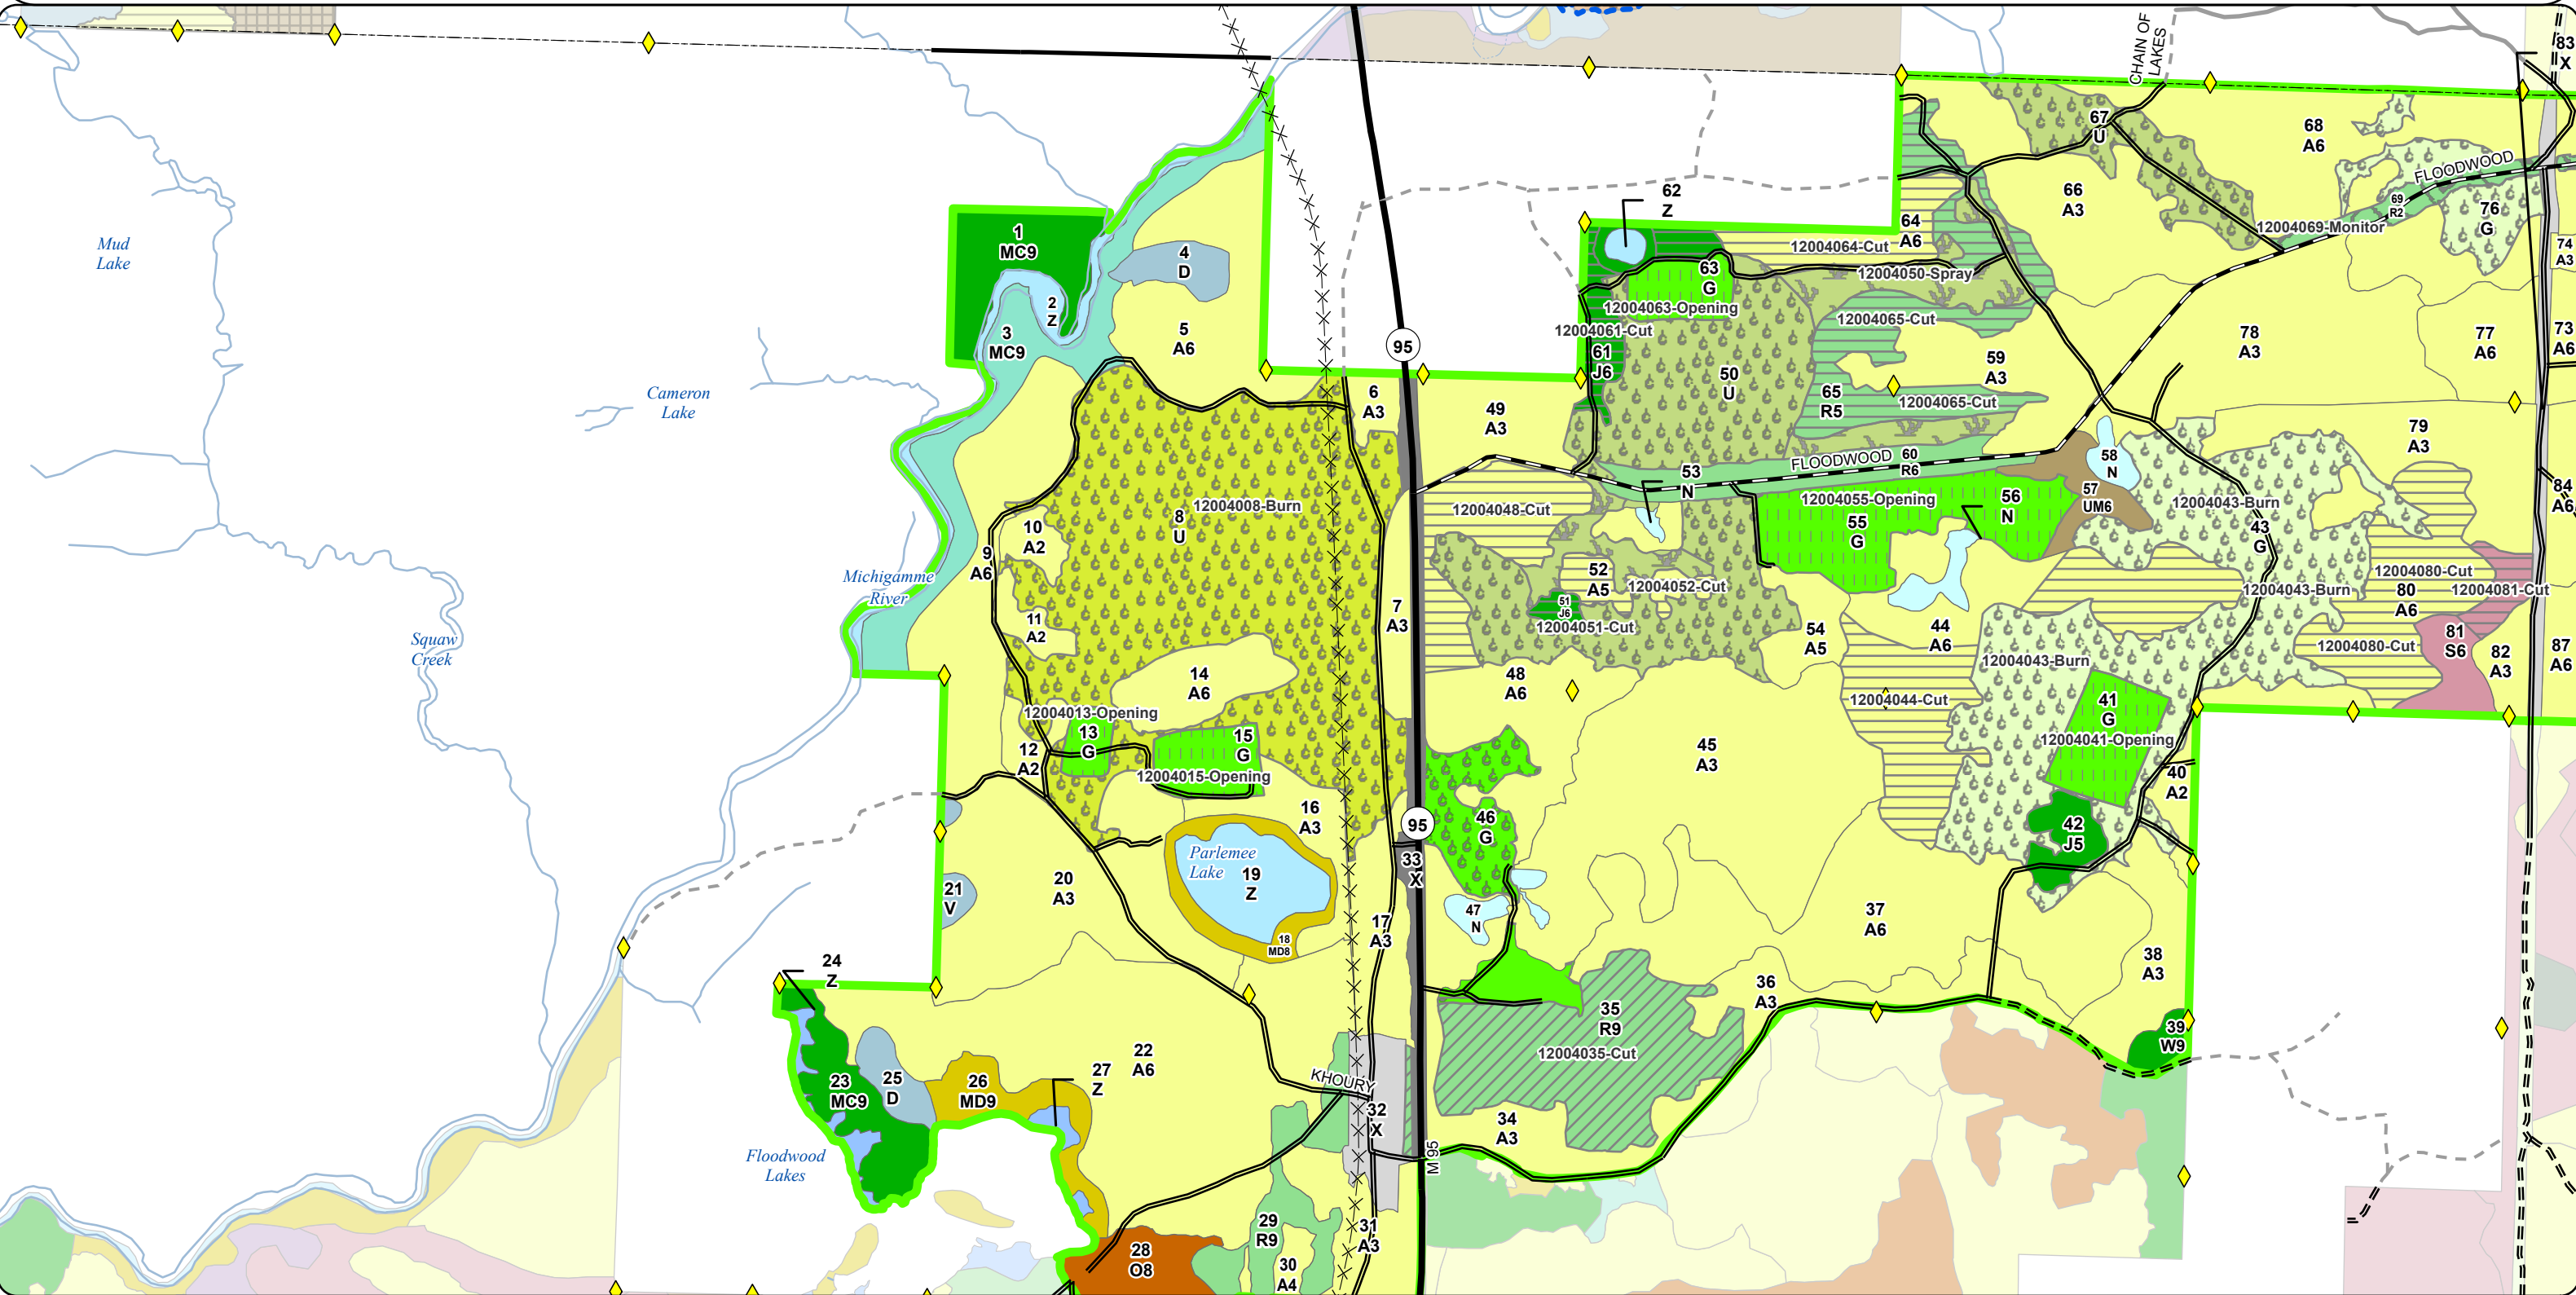 CHAIN OF
LAKES
83
X
67
U
68
A6
FLOODWOOD
66
A3
69
R2
76
G
12004069-Monitor
74
A3
62
Z
64
A6
12004064-Cut
12004050-Spray
63
G
12004063-Opening
12004061-Cut
61
J6
50
U
12004065-Cut
59
A3
65
R5
12004065-Cut
78
A3
77
A6
73
A6
1
MC9
2
Z
3
MC9
4
D
5
A6
Mud
Lake
Cameron
Lake
95
6
A3
49
A3
79
A3
FLOODWOOD
60
R6
53
N
58
N
57
UM6
84
A6
8
U
12004008-Burn
10
A2
9
A6
11
A2
12004048-Cut
12004055-Opening
55
G
56
N
12004043-Burn
43
G
Michigamme
River
Squaw
Creek
7
A3
52
A5
12004052-Cut
51
J6
12004051-Cut
12004080-Cut
80
A6
12004043-Burn
12004081-Cut
81
S6
82
A3
87
A6
12004080-Cut
54
A5
44
A6
12004043-Burn
12004044-Cut
14
A6
48
A6
12004013-Opening
13
G
15
G
12004015-Opening
12
A2
45
A3
41
G
12004041-Opening
40
A2
16
A3
95
46
G
42
J5
33
X
Parlemee
Lake
19
Z
18
MD8
20
A3
21
V
17
A3
47
N
37
A6
38
A3
24
Z
36
A3
35
R9
12004035-Cut
39
W9
22
A6
27
Z
25
D
26
MD9
23
MC9
KHOURY
32
X
34
A3
M 95
Floodwood
Lakes
28
O8
29
R9
30
A4
31
A3